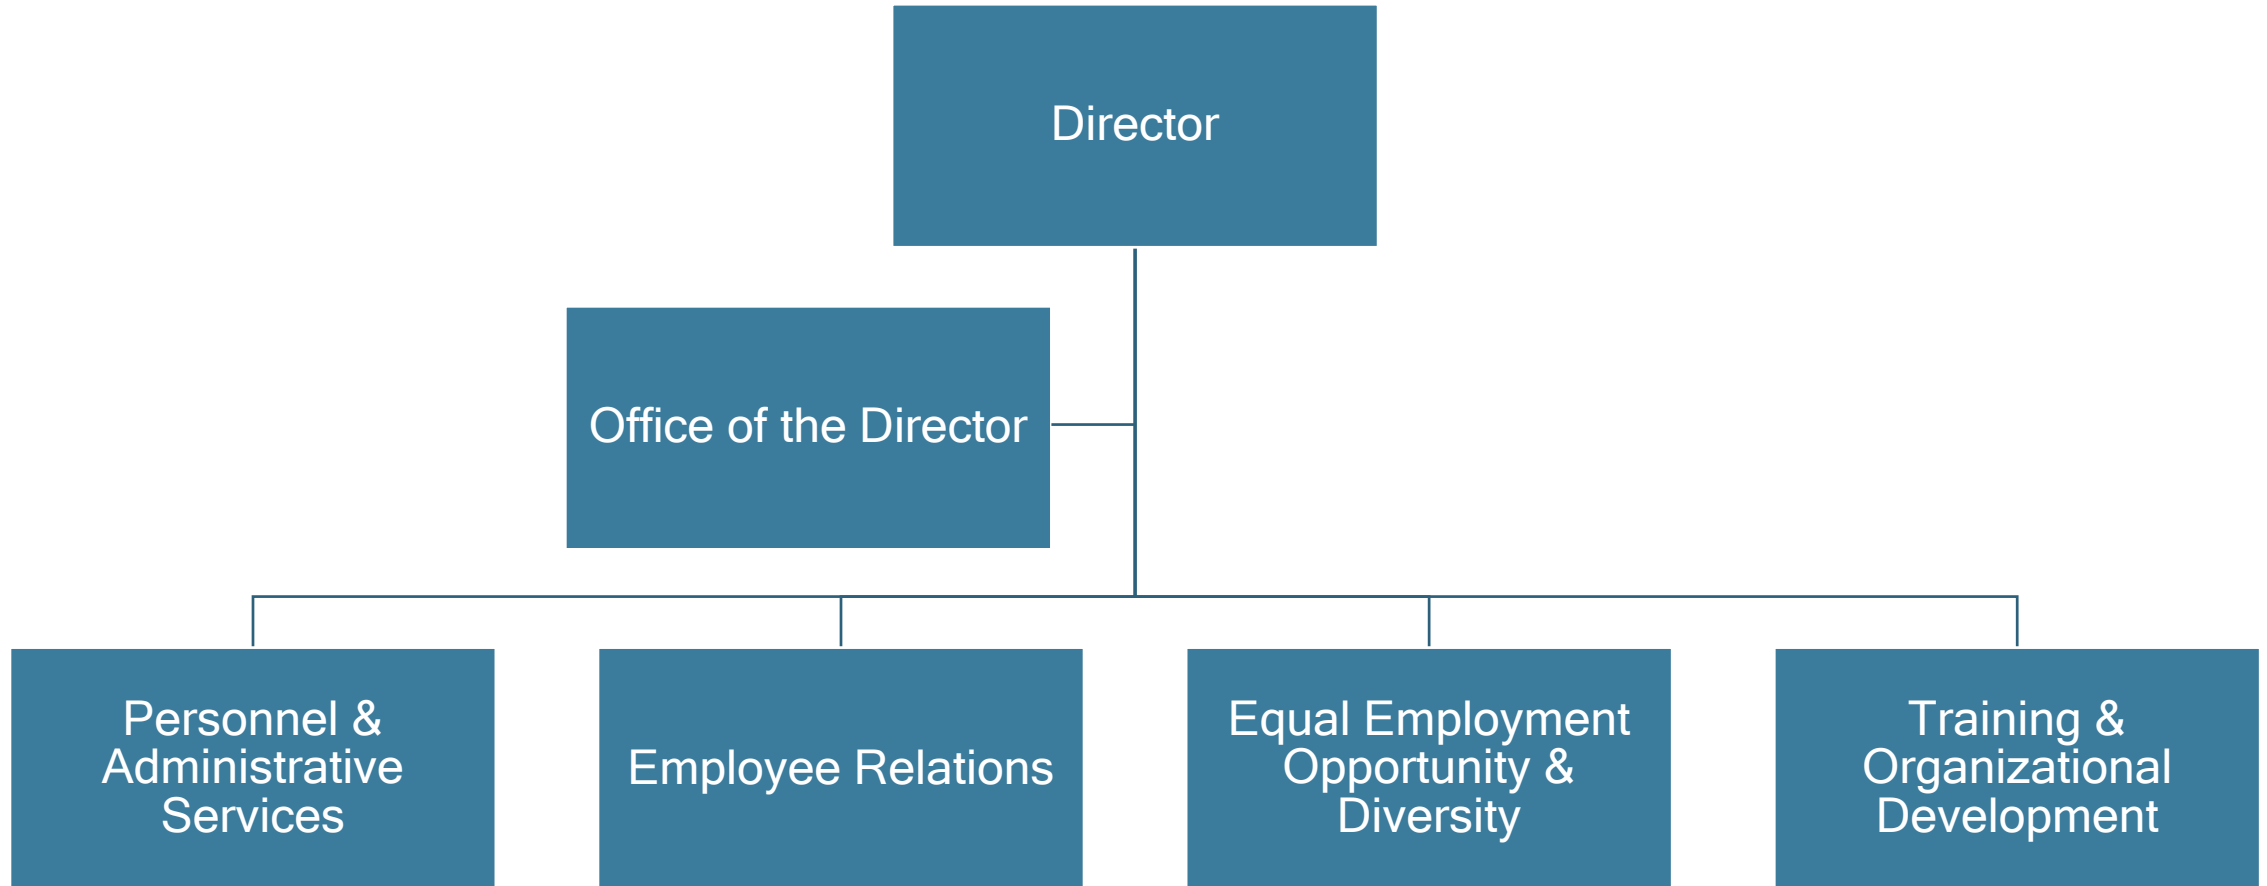 Director
Office of the Director
Personnel &
Administrative
Services
Employee Relations
Equal Employment
Opportunity &
Diversity
Training &
Organizational
Development